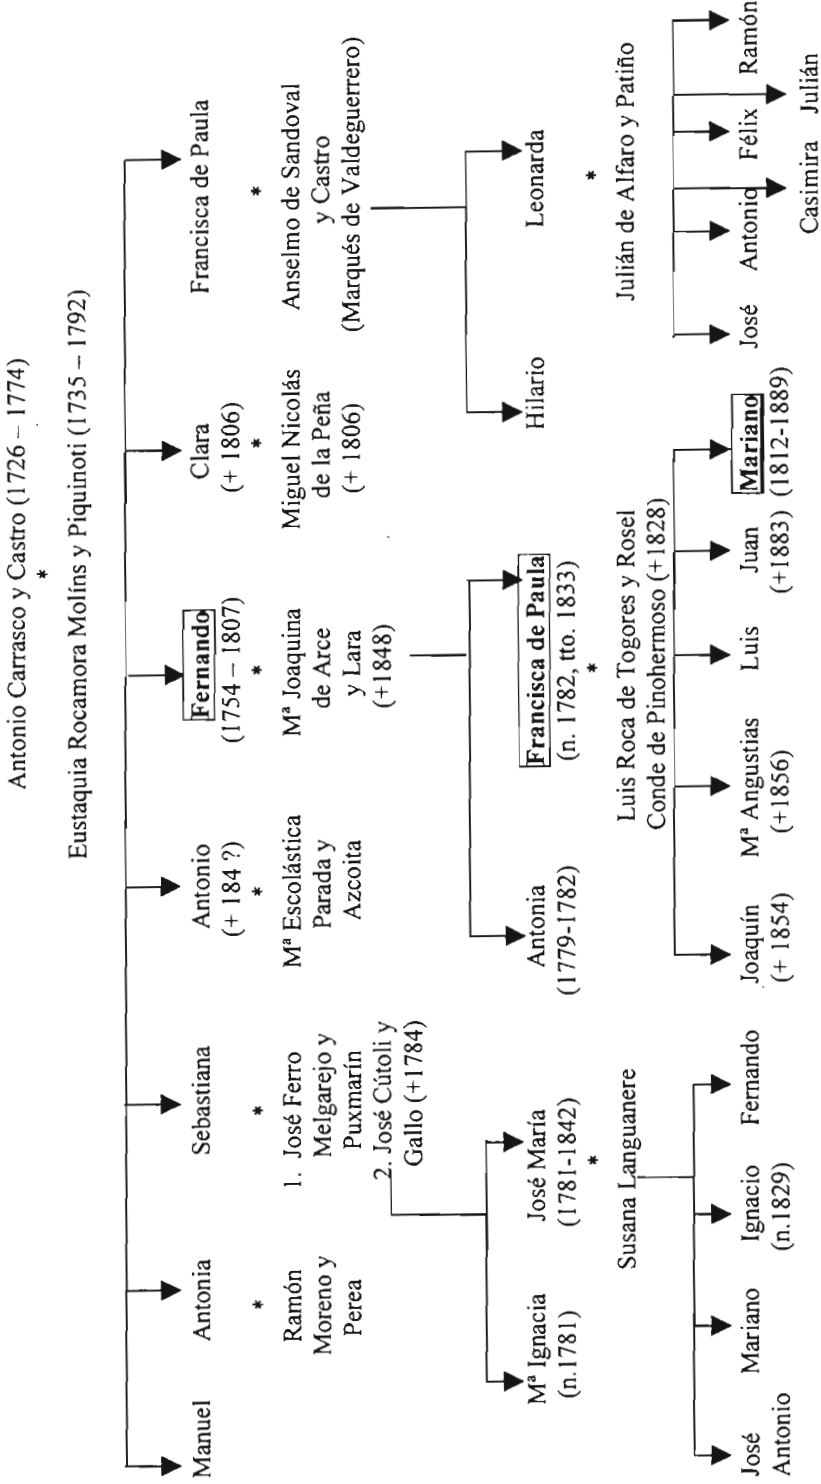 Antonio Carrasco y Castro (1726 – 1774)
*
Eustaquia Rocamora Molíns y Piquinoti (1735 – 1792)
Manuel
Antonia
*
Ramón
Moreno y
Perea
Sebastiana
*
1. José Ferro
Melgarejo y
Puxmarín
2. José Cútoli y
Gallo (+1784)
Antonio
(+ 184 ?)
*
Mª Escolástica
Parada y
Azcoita
Fernando
(1754 – 1807)
*
Mª Joaquina
de Arce
y Lara
(+1848)
Clara
(+ 1806)
*
Miguel Nicolás
de la Peña
(+ 1806)
Francisca de Paula
*
Anselmo de Sandoval
y Castro
(Marqués de Valdeguerrero)
Mª Ignacia
(n.1781)
José María
(1781-1842)
*
Susana Languanere
Antonia
(1779-1782)
Francisca de Paula
(n. 1782, tto. 1833)
*
Luis Roca de Togores y Rosel
Conde de Pinohermoso (+1828)
Hilario
Leonarda
*
Julián de Alfaro y Patiño
José
Antonio
Mariano
Ignacio
(n.1829)
Fernando
Joaquín
(+ 1854)
Mª Angustias
(+1856)
Luis
Juan
(+1883)
Mariano
(1812-1889)
José
Antonio
Casimira
Félix
Julián
Ramón